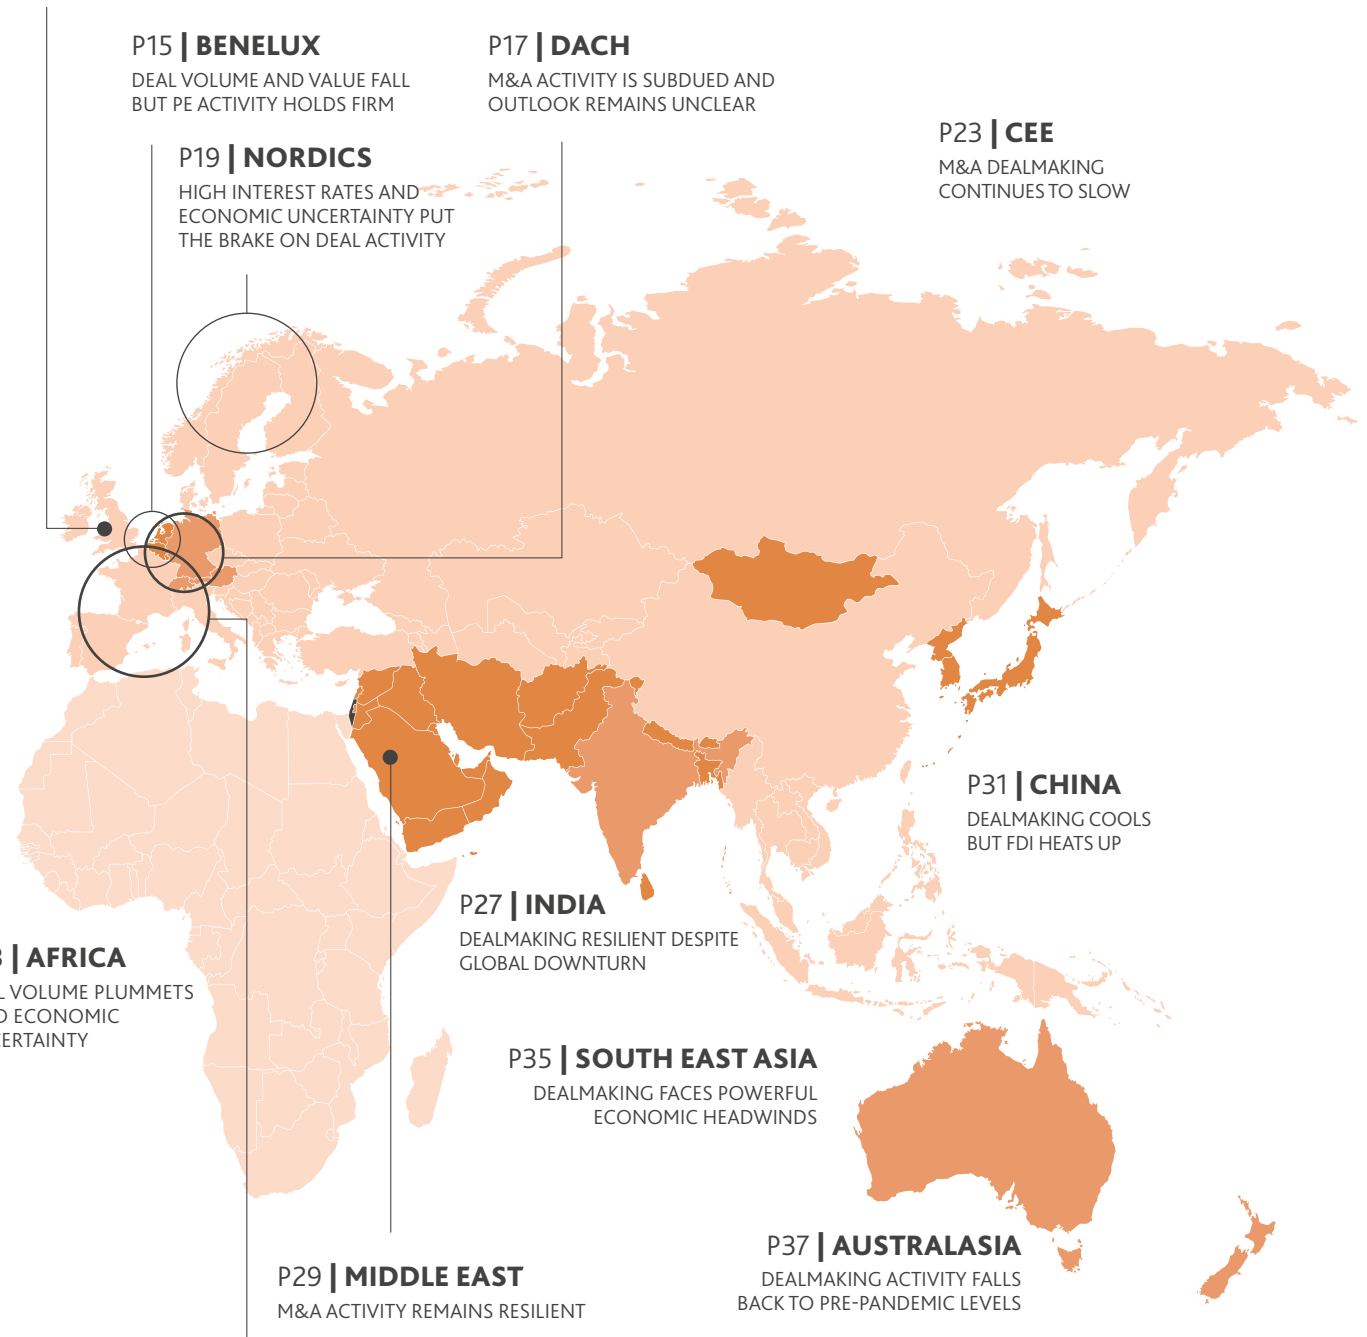 P15 | BENELUX
DEAL VOLUME AND VALUE FALL
BUT PE ACTIVITY HOLDS FIRM
P17 | DACH
M&A ACTIVITY IS SUBDUED AND
OUTLOOK REMAINS UNCLEAR
P19 | NORDICS
HIGH INTEREST RATES AND
ECONOMIC UNCERTAINTY PUT
THE BRAKE ON DEAL ACTIVITY
P23 | CEE
M&A DEALMAKING
CONTINUES TO SLOW
P31 | CHINA
DEALMAKING COOLS
BUT FDI HEATS UP
P27 | INDIA
DEALMAKING RESILIENT DESPITE
GLOBAL DOWNTURN
| AFRICA
VOLUME PLUMMETS
ECONOMIC
P35 | SOUTH EAST ASIA
DEALMAKING FACES POWERFUL
ECONOMIC HEADWINDS
P37 | AUSTRALASIA
DEALMAKING ACTIVITY FALLS
BACK TO PRE-PANDEMIC LEVELS
P29 | MIDDLE EAST
M&A ACTIVITY REMAINS RESILIENT